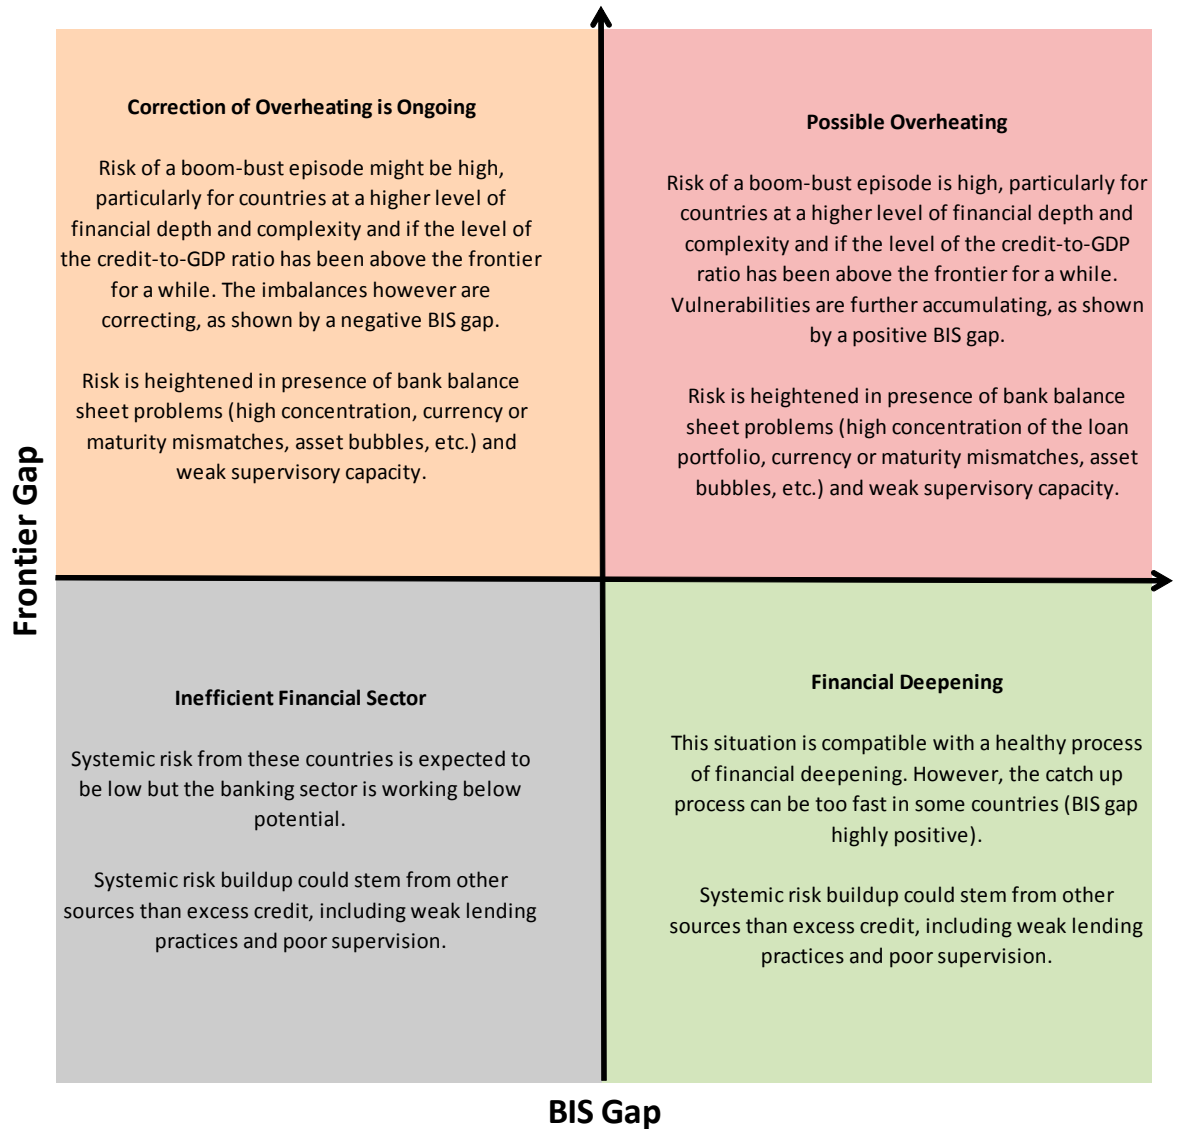 Correction of Overheating is Ongoing
Risk of a boom-bust episode might be high,
particularly for countries at a higher level of
financial depth and complexity and if the level of
the credit-to-GDP ratio has been above the frontier
for a while. The imbalances however are
correcting, as shown by a negative BIS gap.
Risk is heightened in presence of bank balance
sheet problems (high concentration, currency or
maturity mismatches, asset bubbles, etc.) and
weak supervisory capacity.
Possible Overheating
Risk of a boom-bust episode is high, particularly for
countries at a higher level of financial depth and
complexity and if the level of the credit-to-GDP
ratio has been above the frontier for a while.
Vulnerabilities are further accumulating, as shown
by a positive BIS gap.
Risk is heightened in presence of bank balance
sheet problems (high concentration of the loan
portfolio, currency or maturity mismatches, asset
bubbles, etc.) and weak supervisory capacity.
Frontier Gap
Inefficient Financial Sector
Systemic risk from these countries is expected to
be low but the banking sector is working below
potential.
Systemic risk buildup could stem from other
sources than excess credit, including weak lending
practices and poor supervision.
Financial Deepening
This situation is compatible with a healthy process
of financial deepening. However, the catch up
process can be too fast in some countries (BIS gap
highly positive).
Systemic risk buildup could stem from other
sources than excess credit, including weak lending
practices and poor supervision.
BIS Gap